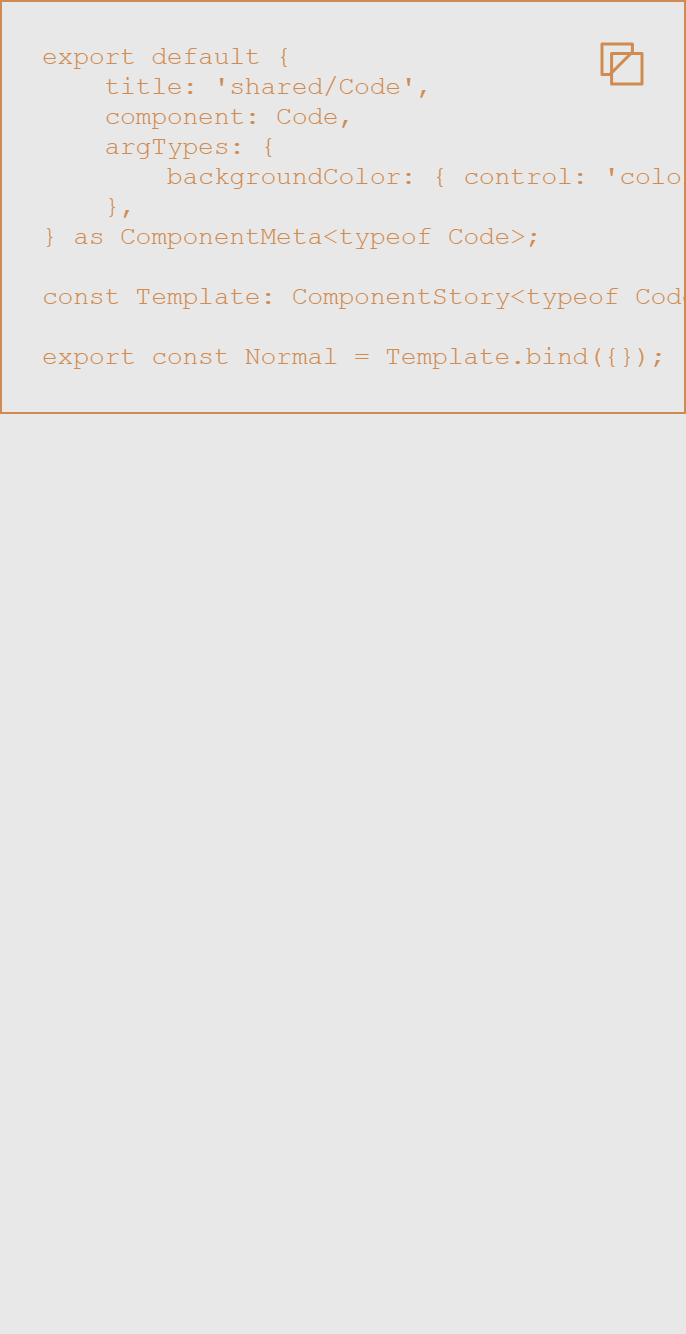 export default {
    title: 'shared/Code',
    component: Code,
    argTypes: {
        backgroundColor: { control: 'colo
    },
} as ComponentMeta<typeof Code>;
const Template: ComponentStory<typeof Cod
export const Normal = Template.bind({});